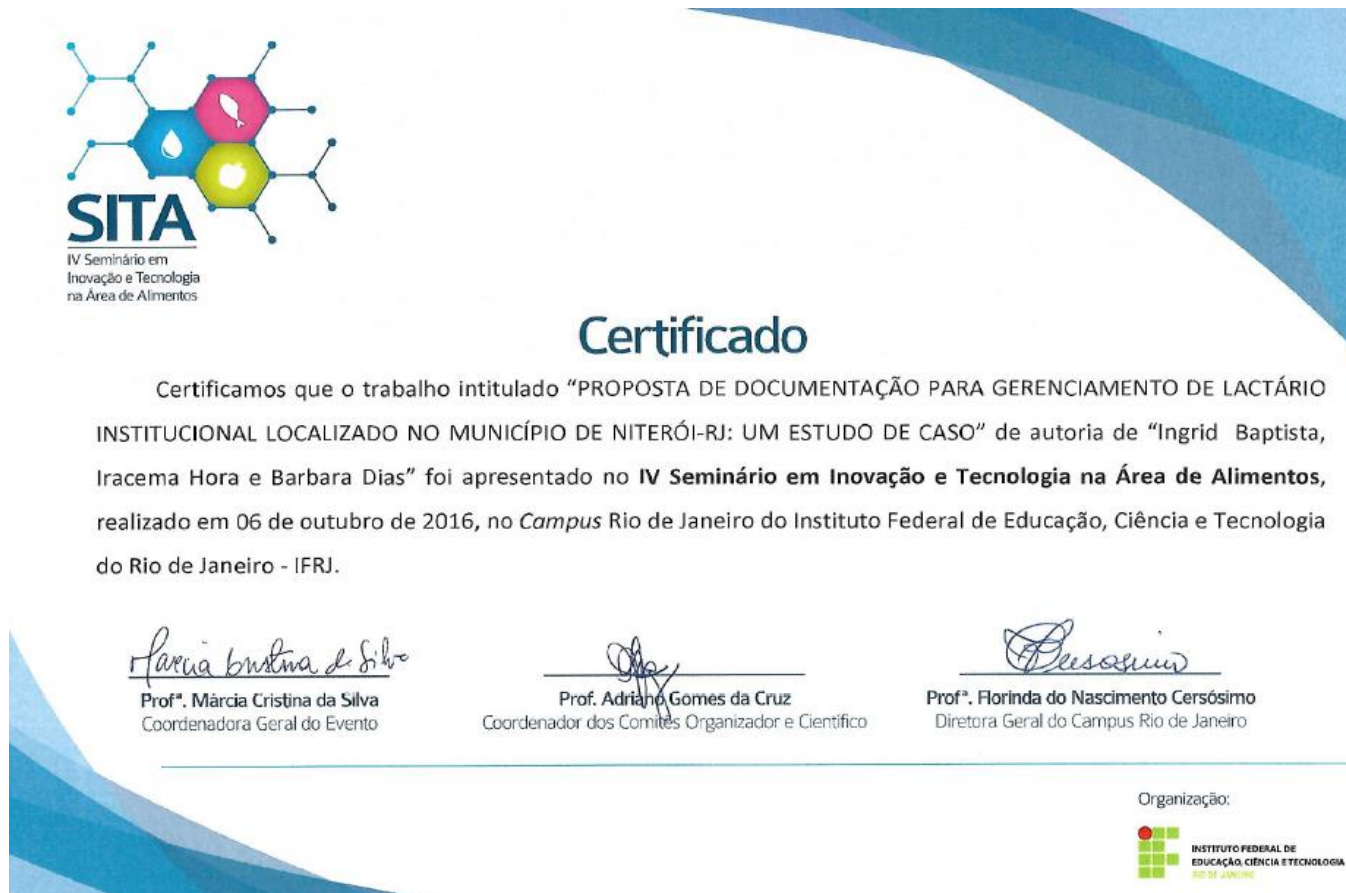 SITA
IV Seminário em
Inovação e Tecnologia
na Área de Alimentos
Certificado
Certificamos que o trabalho intitulado “PROPOSTA DE DOCUMENTAÇÃO PARA GERENCIAMENTO DE LACTÁRIO
INSTITUCIONAL LOCALIZADO NO MUNICÍPIO DE NITERÓI-RJ: UM ESTUDO DE CASO” de autoria de “Ingrid Baptista,
Iracema Hora e Barbara Dias” foi apresentado no IV Seminário em Inovação e Tecnologia na Área de Alimentos,
realizado em 06 de outubro de 2016, no Campus Rio de Janeiro do Instituto Federal de Educação, Ciência e Tecnologia
do Rio de Janeiro - IFRJ.
Marcia Cristina da Silva
Profª. Márcia Cristina da Silva
Coordenadora Geral do Evento
Prof. Adriano Gomes da Cruz
Coordenador dos Comitês Organizador e Científico
Profª. Florinda do Nascimento Cersósimo
Diretora Geral do Campus Rio de Janeiro
Organização:
INSTITUTO FEDERAL DE
EDUCAÇÃO, CIÊNCIA E TECNOLOGIA
RIO DE JANEIRO